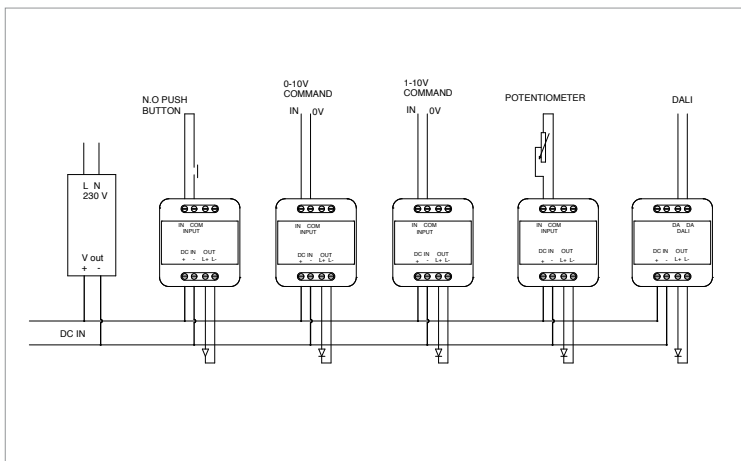 N.O PUSH
BUTTON
0-10V
COMMAND
IN 0V
1-10V
COMMAND
IN 0V
POTENTIOMETER
DALI
L N
230 V
V out
+ -
IN COM
INPUT
DC IN OUT
+ - L+ L-
IN COM
INPUT
DC IN OUT
+ - L+ L-
IN COM
INPUT
DC IN OUT
+ - L+ L-
IN COM
INPUT
DC IN OUT
+ - L+ L-
DA DA
DALI
DC IN OUT
+ - L+ L-
DC IN